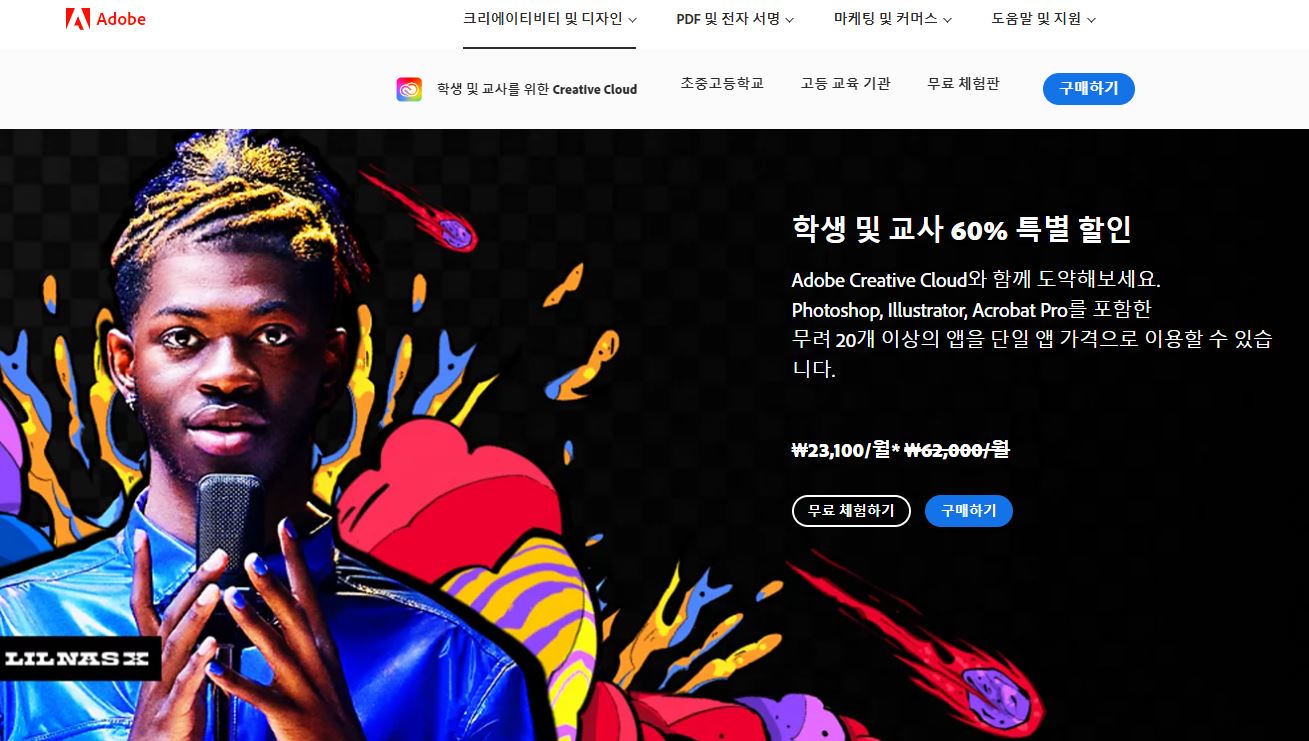 Adobe
크리에이티비티 및 디자인
PDF 및 전자 서명
마케팅 및 커머스
도움말 및 지원
학생 및 교사를 위한 Creative Cloud
초중고등학교
고등 교육 기관
무료 체험판
구매하기
학생 및 교사 60% 특별 할인
Adobe Creative Cloud와 함께 도약해보세요.
Photoshop, Illustrator, Acrobat Pro를 포함한
무려 20개 이상의 앱을 단일 앱 가격으로 이용할 수 있습
니다.
₩23,100/월* ₩62,000/월
무료 체험하기
구매하기
LIL NAS X